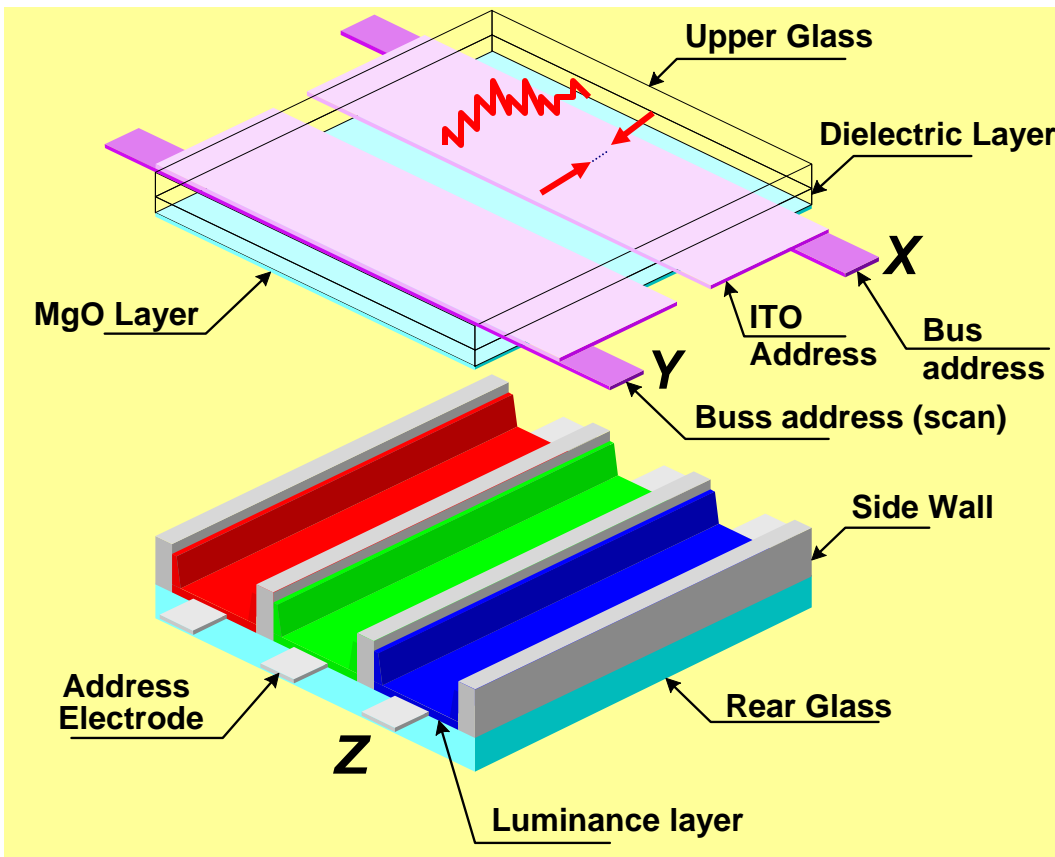 Upper Glass
Dielectric Layer
X
MgO Layer
ITO
Address
Bus
address
Y
Buss address (scan)
Side Wall
Address
Electrode
Rear Glass
Z
Luminance layer